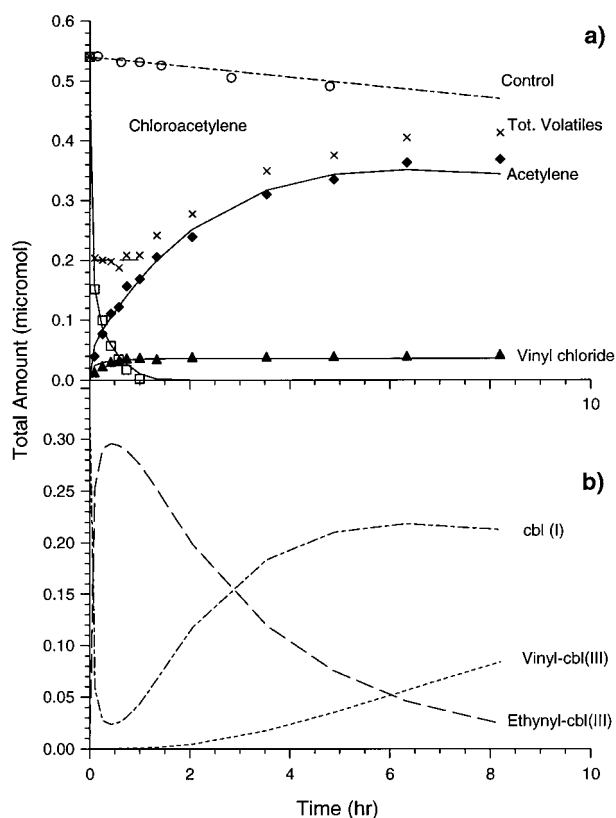 a)
0.6
0.5
0.4
0.3
0.2
0.1
0.0
Control
Chloroacetylene
Tot. Volatiles
Acetylene
Vinyl chloride
10
Total Amount (micromol)
b)
0.30
0.25
0.20
0.15
0.10
0.05
0.00
cbl (I)
Vinyl-cbl(III)
Ethynyl-cbl(III)
0 2 4 6 8 10
Time (hr)